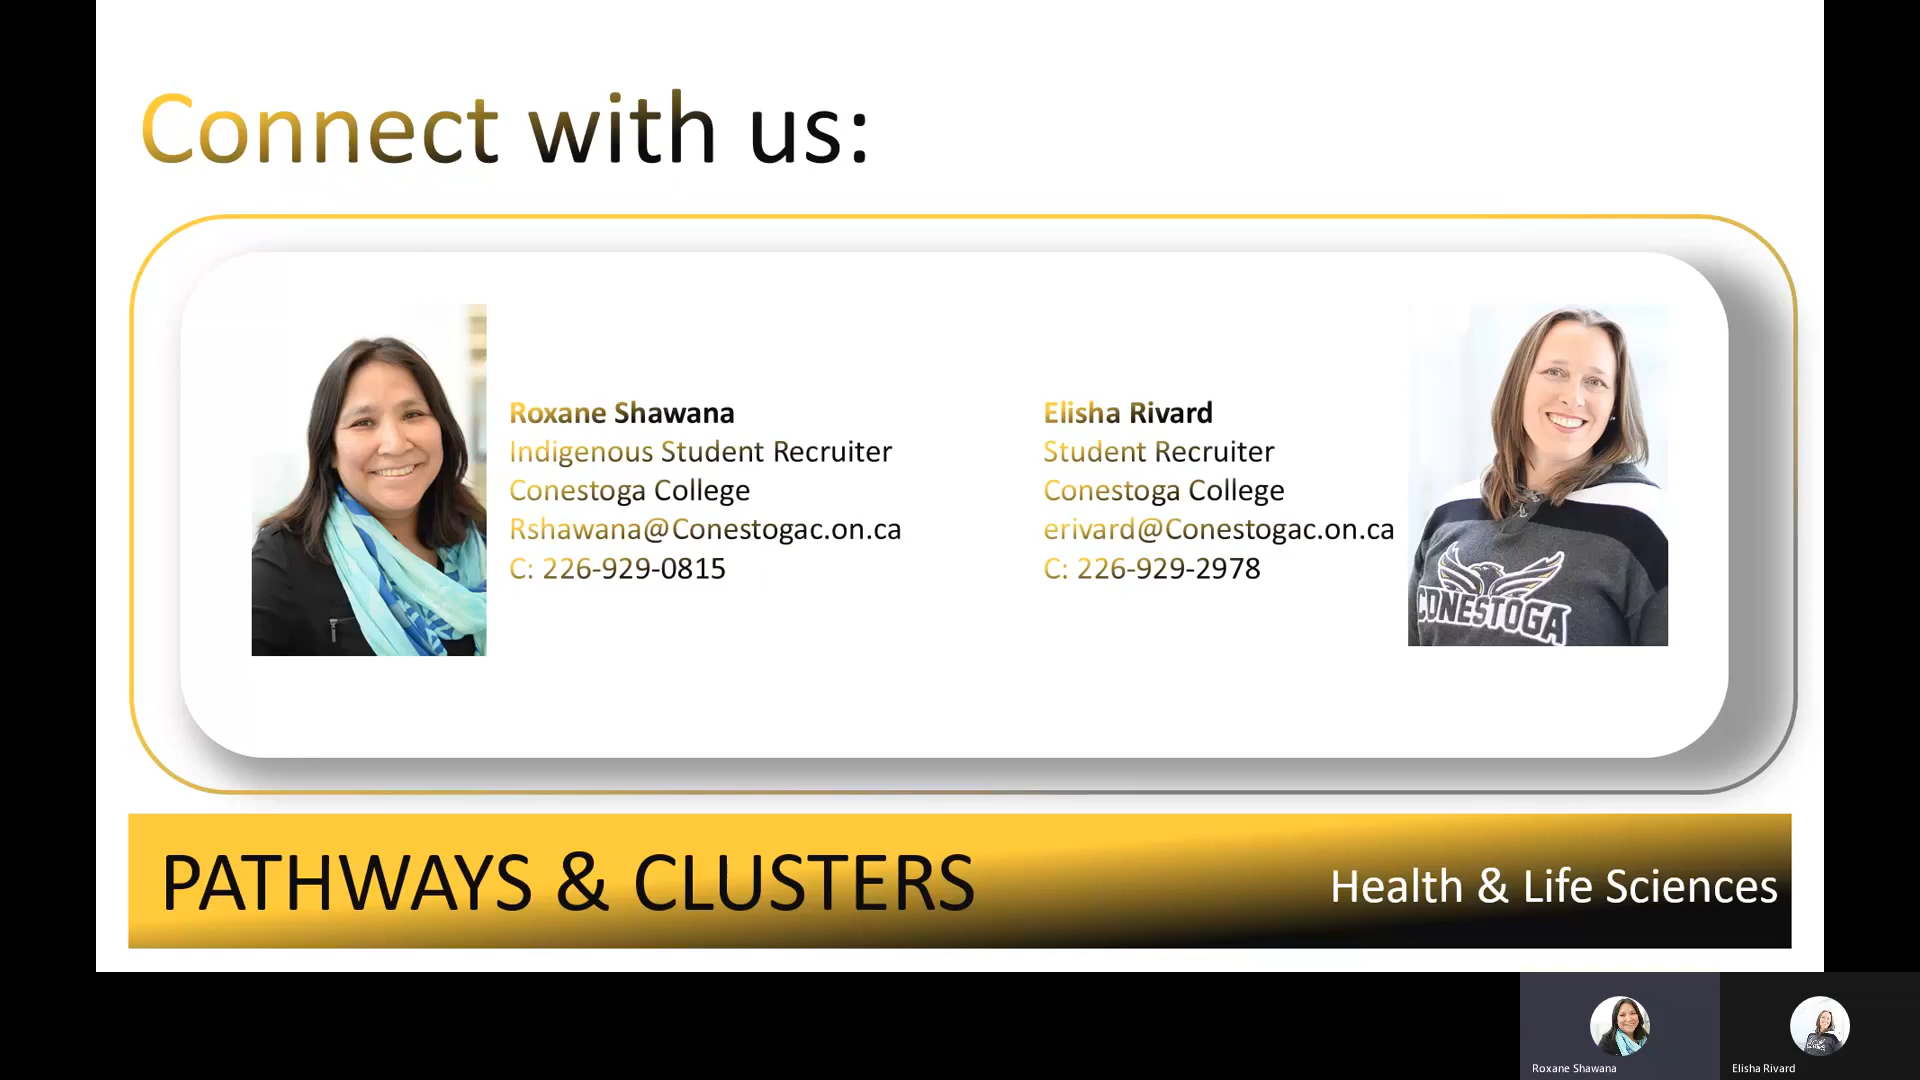 Connect with us:
Roxane Shawana
Indigenous Student Recruiter
Conestoga College
Rshawana@Conestogac.on.ca
C: 226-929-0815
Elisha Rivard
Student Recruiter
Conestoga College
erivard@Conestogac.on.ca
C: 226-929-2978
CONESTOGA
PATHWAYS & CLUSTERS
Health & Life Sciences
Roxane Shawana
Elisha Rivard